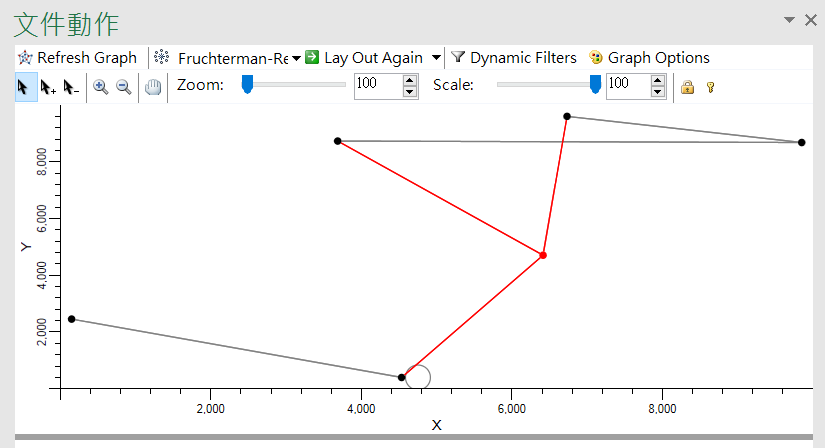 文件動作
Refresh Graph Fruchterman-Re Lay Out Again Dynamic Filters Graph Options
Zoom: 100 Scale: 100
8,000
6,000
4,000
2,000
Y
2,000 4,000 6,000 8,000
X